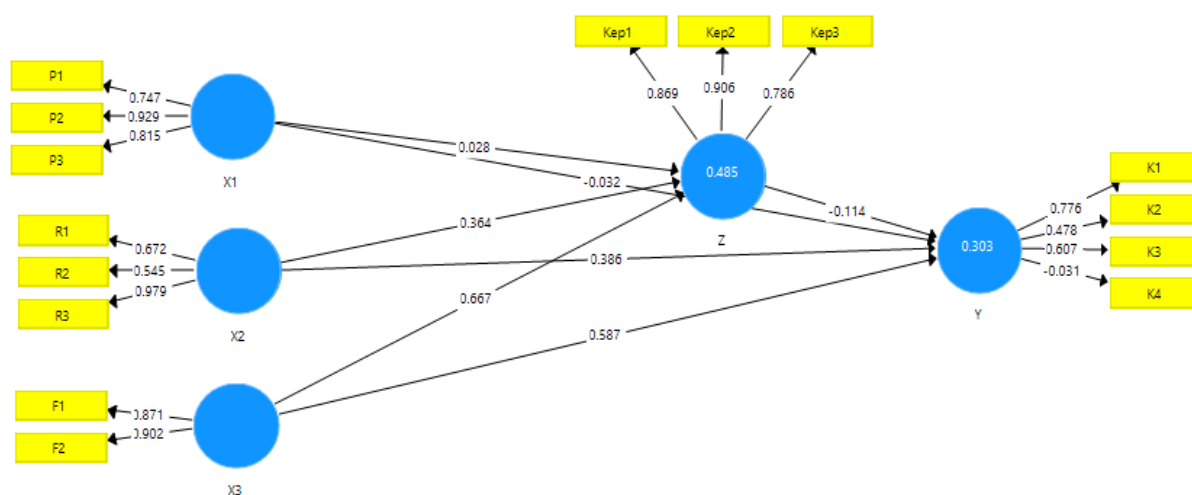 Kep1
Kep2
Kep3
P1
P2
P3
0.747
0.929
0.815
X1
0.869
0.906
0.786
0.028
-0.032
0.485
Z
R1
R2
R3
0.672
0.545
0.979
X2
0.364
0.386
0.667
0.587
-0.114
0.303
Y
0.776
0.478
0.607
-0.031
K1
K2
K3
K4
F1
F2
0.871
0.902
X3